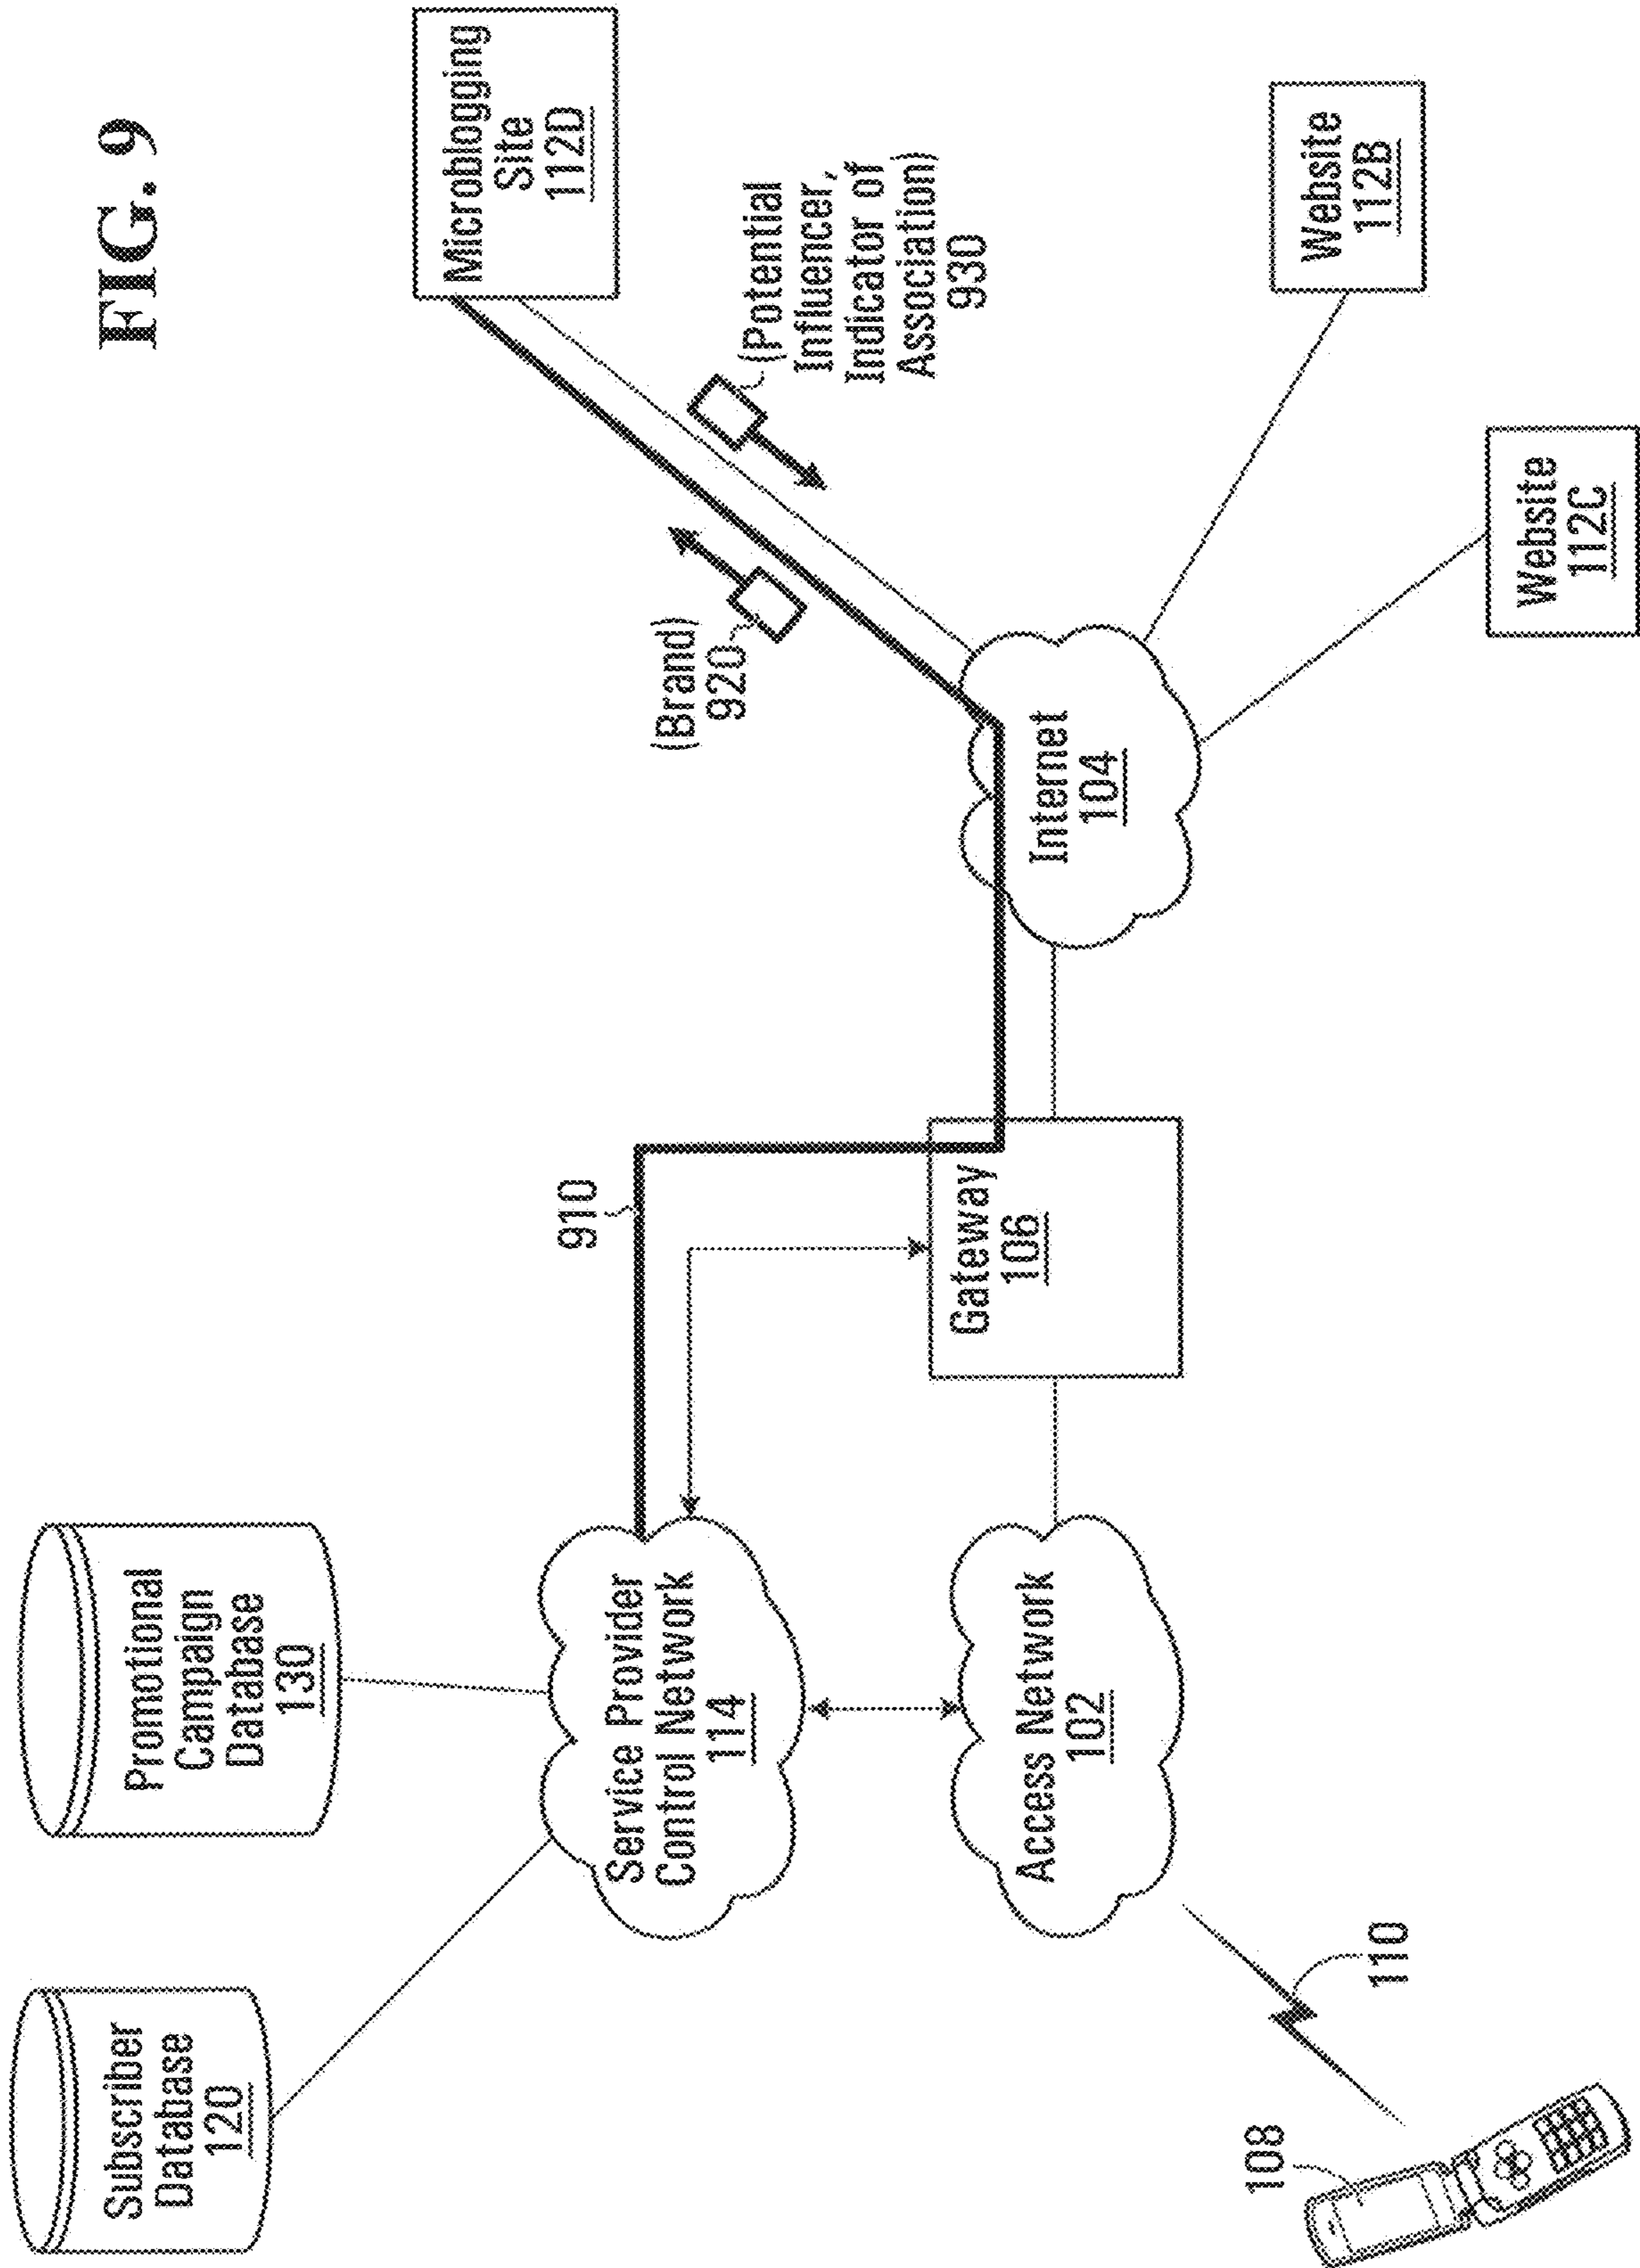 FIG. 9
Subscriber
Database
120
Promotional
Campaign
Database
130
Service Provider
Control Network
114
910
Access Network
102
Gateway
106
Internet
104
(Brand)
920
(Potential
Influencer,
Indicator of
Association)
930
Microblogging
Site
112D
Website
112B
Website
112C
108
110